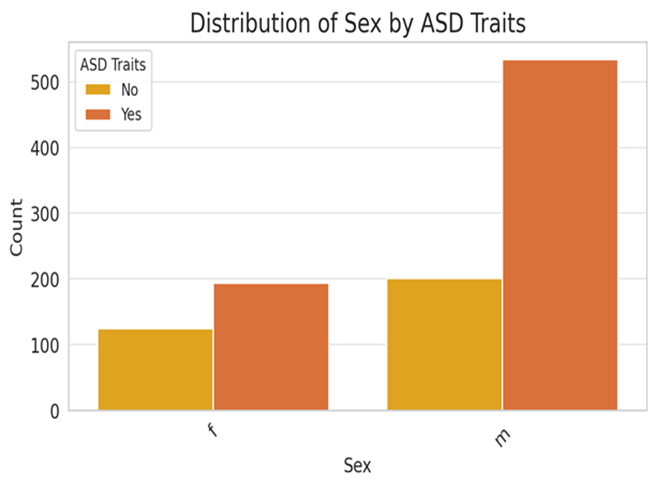 Distribution of Sex by ASD Traits
ASD Traits
No
Yes
Count
500
400
300
200
100
0
f
m
Sex